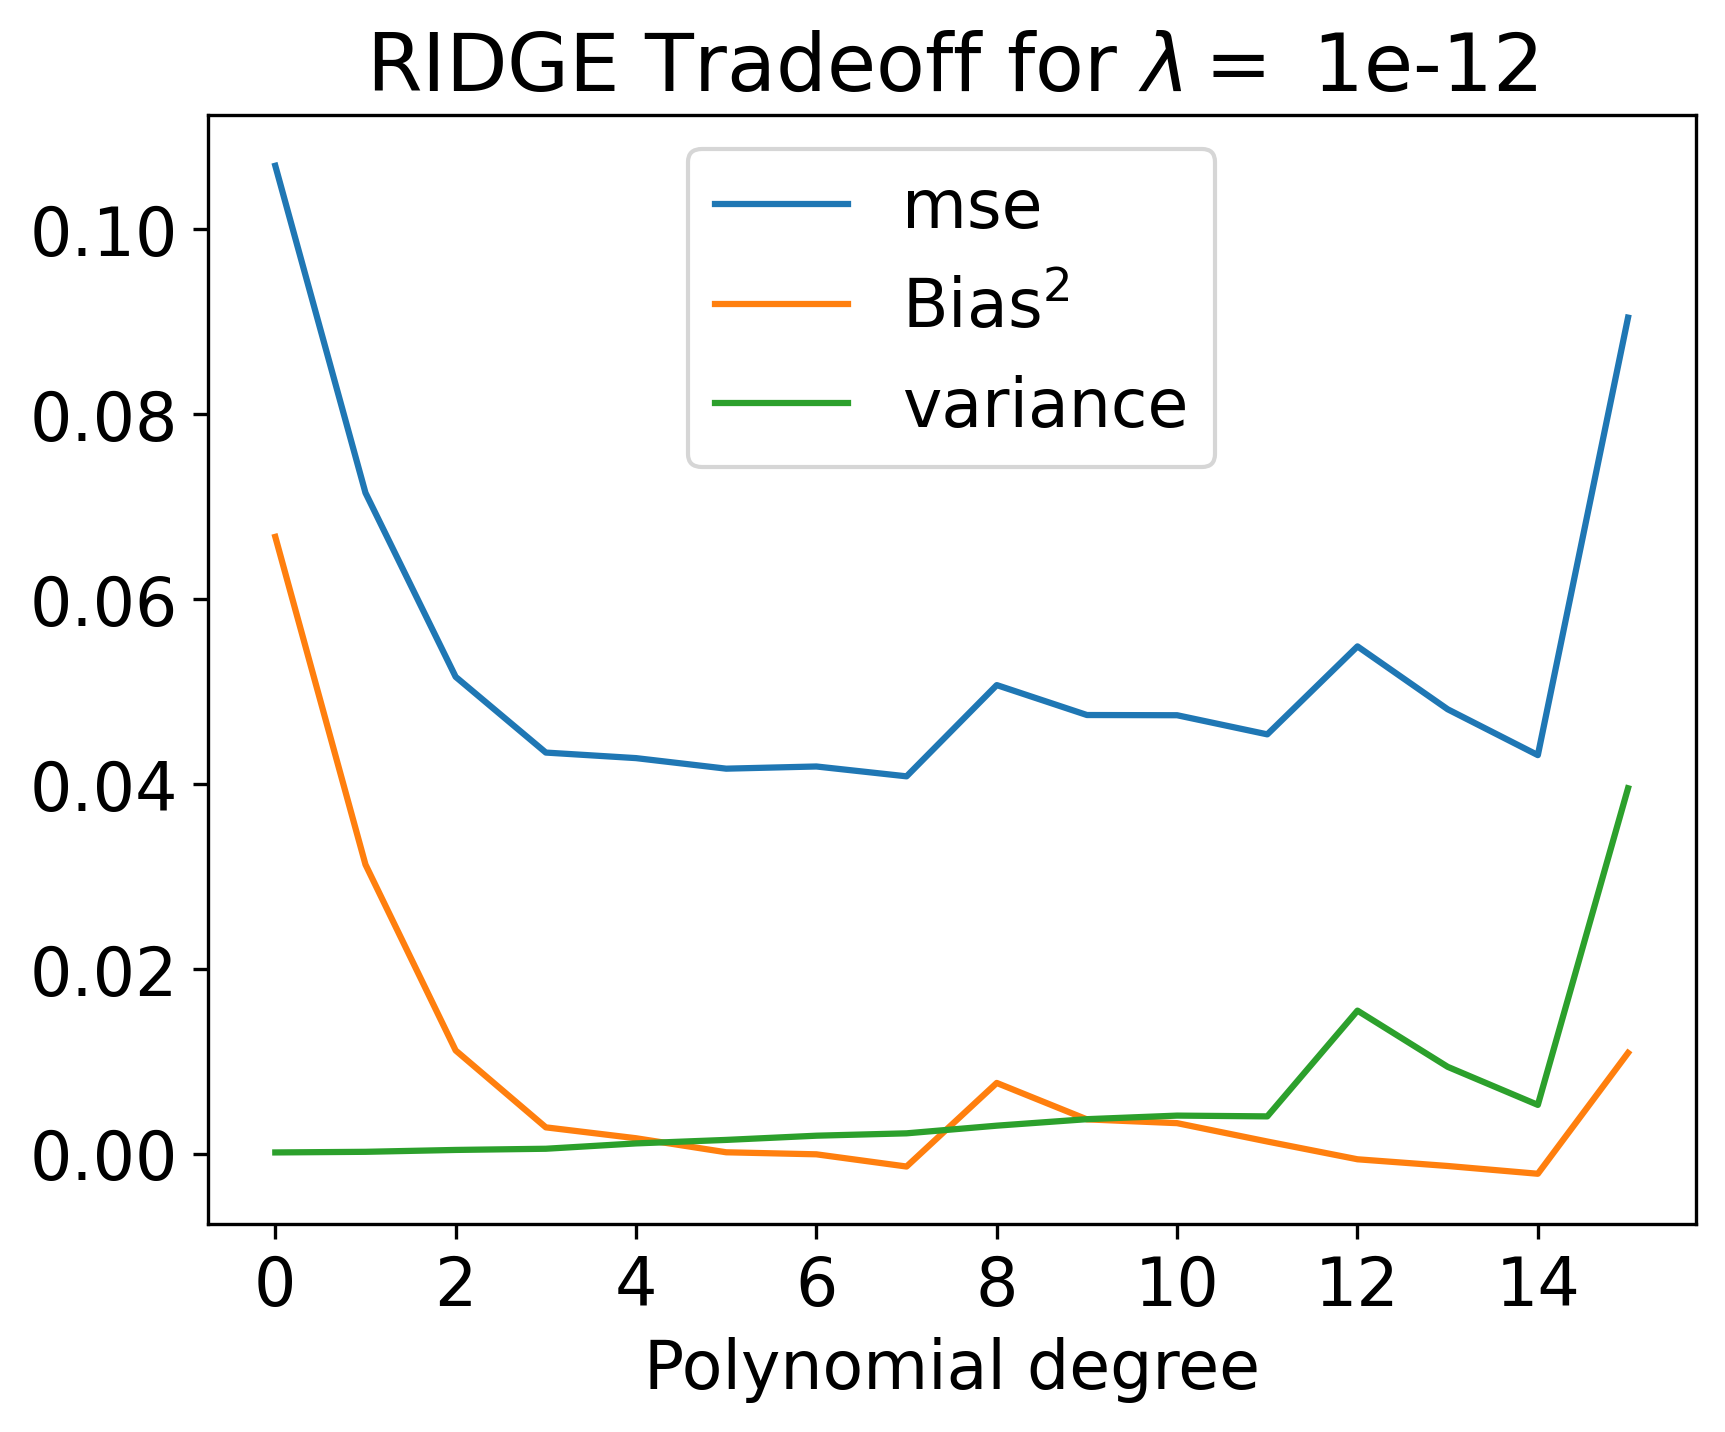 RIDGE Tradeoff for λ = 1e-12
mse
Bias²
variance
0.10
0.08
0.06
0.04
0.02
0.00
0 2 4 6 8 10 12 14
Polynomial degree